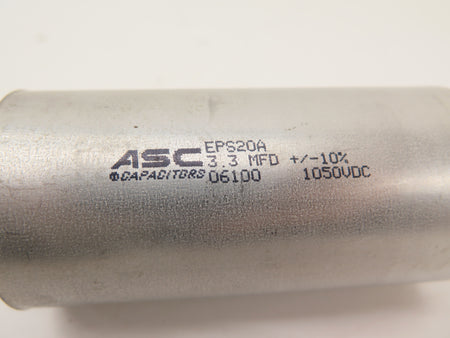 EPS20A
ASC 3.3 MFD +/-10%
CAPACITORS 06100 1050VDC